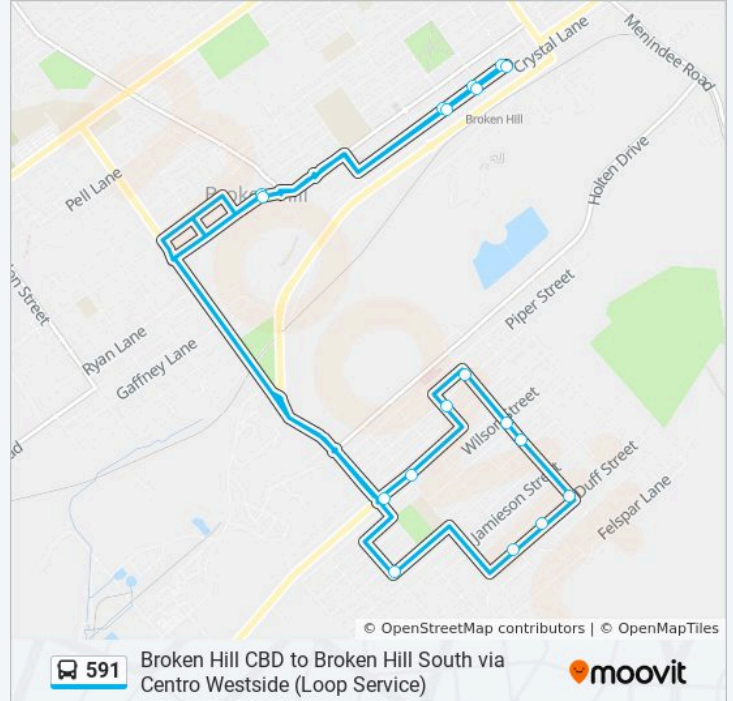 Crystal Lane
Menindee Road
Broken Hill
Pell Lane
Holten Drive
Broken Hill
Piper Street
Ryan Lane
Gaffney Lane
Wilson Street
Jamieson Street
Duff Street
Felspar Lane
© OpenStreetMap contributors | © OpenMapTiles
591
Broken Hill CBD to Broken Hill South via
Centro Westside (Loop Service)
moovit